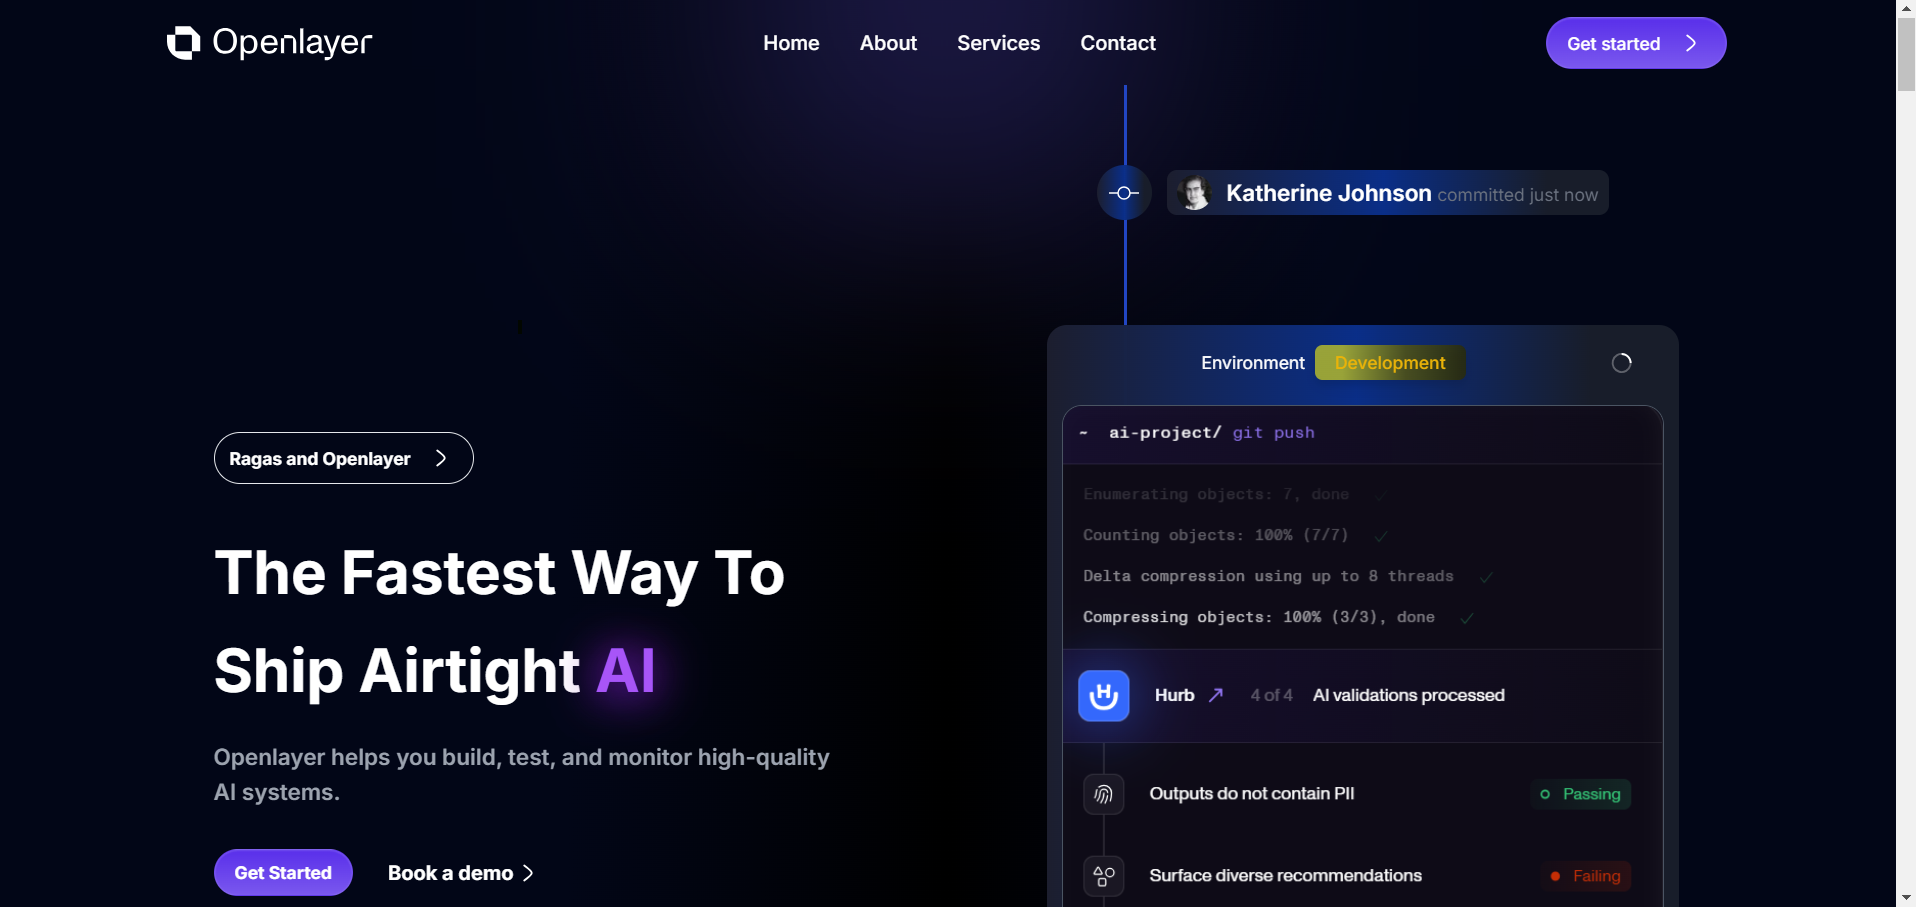 Openlayer
Home
About
Services
Contact
Get started
Katherine Johnson committed just now
Environment
Development
~ ai-project/ git push
Enumerating objects: 7, done
Counting objects: 100% (7/7)
Delta compression using up to 8 threads
Compressing objects: 100% (3/3), done
Hurb
4 of 4
AI validations processed
Outputs do not contain PII
Passing
Surface diverse recommendations
Failing
Ragas and Openlayer
The Fastest Way To
Ship Airtight AI
Openlayer helps you build, test, and monitor high-quality
AI systems.
Get Started
Book a demo